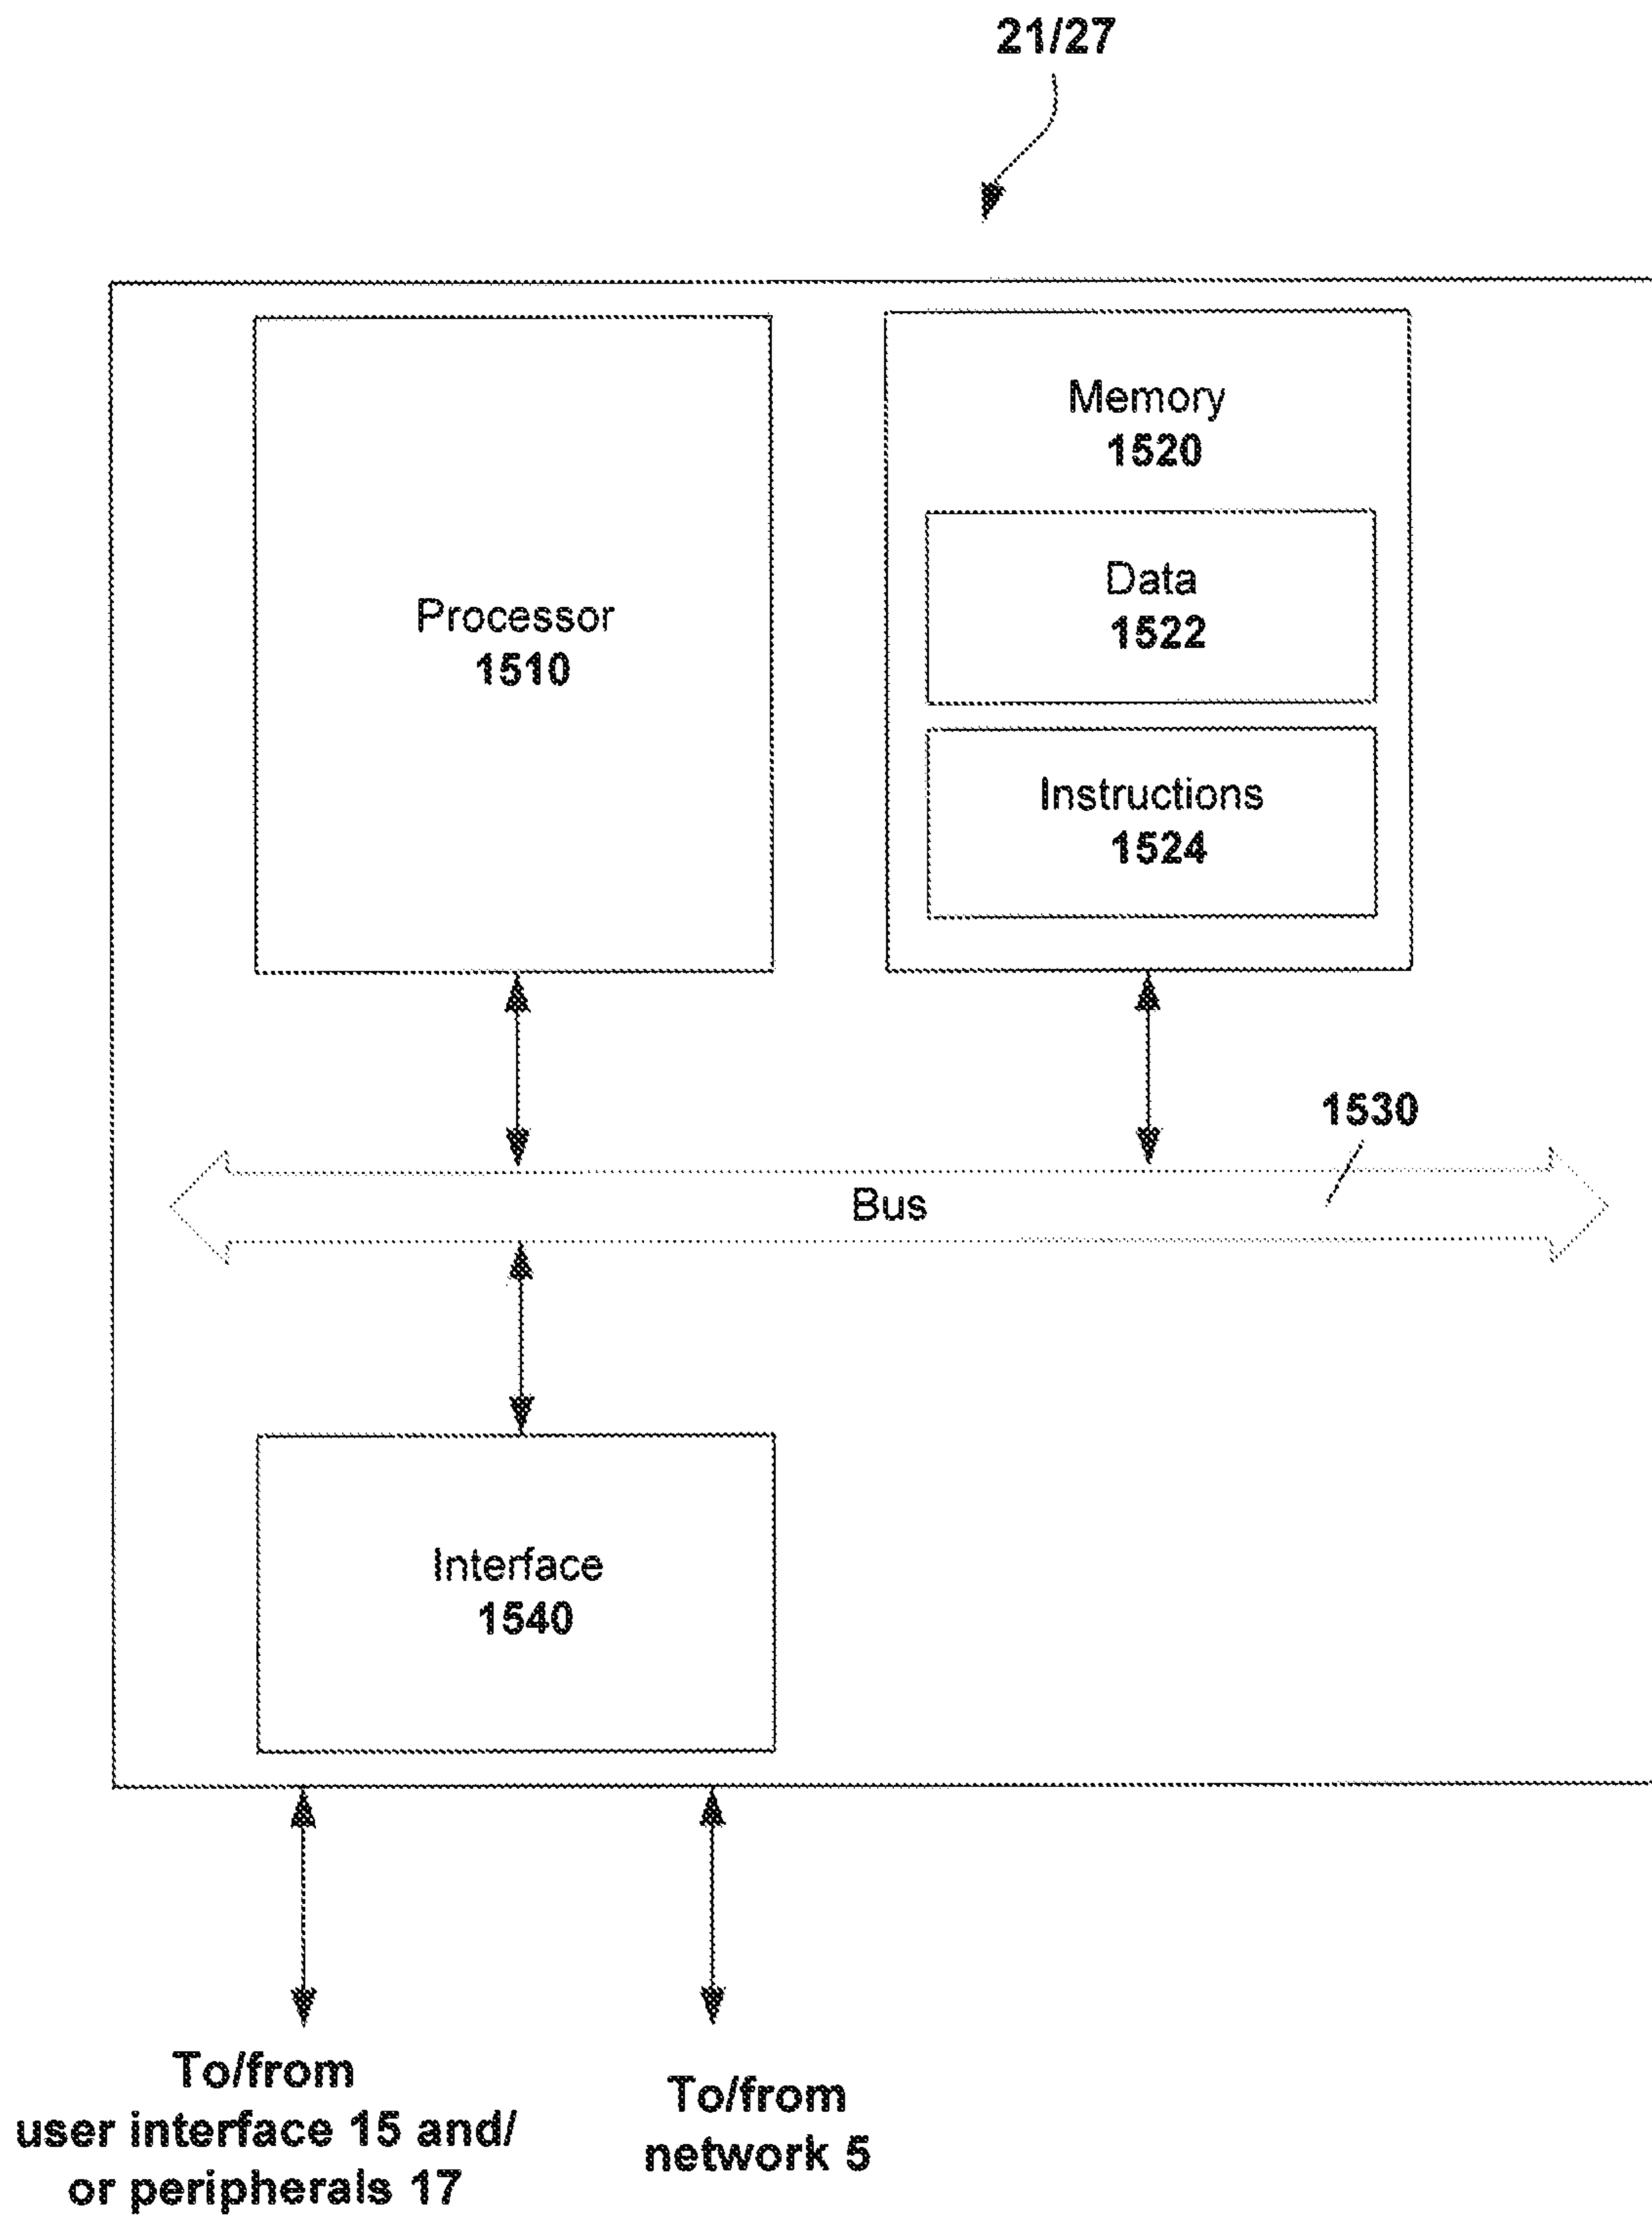 21/27
Processor
1510
Memory
1520
Data
1522
Instructions
1524
1530
Bus
Interface
1540
To/from
user interface 15 and/
or peripherals 17
To/from
network 5